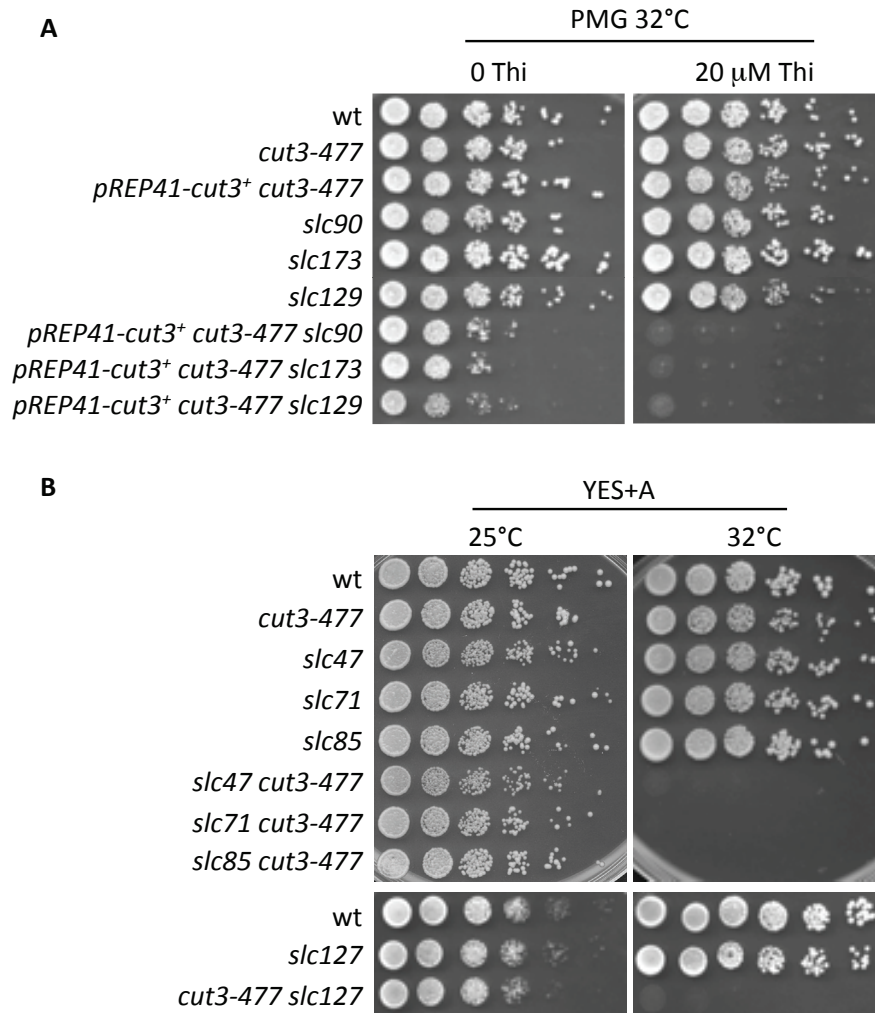 A
PMG 32°C
0 Thi
20 μM Thi
wt
cut3-477
pREP41-cut3⁺ cut3-477
slc90
slc173
slc129
pREP41-cut3⁺ cut3-477 slc90
pREP41-cut3⁺ cut3-477 slc173
pREP41-cut3⁺ cut3-477 slc129
B
YES+A
25°C
32°C
wt
cut3-477
slc47
slc71
slc85
slc47 cut3-477
slc71 cut3-477
slc85 cut3-477
wt
slc127
cut3-477 slc127